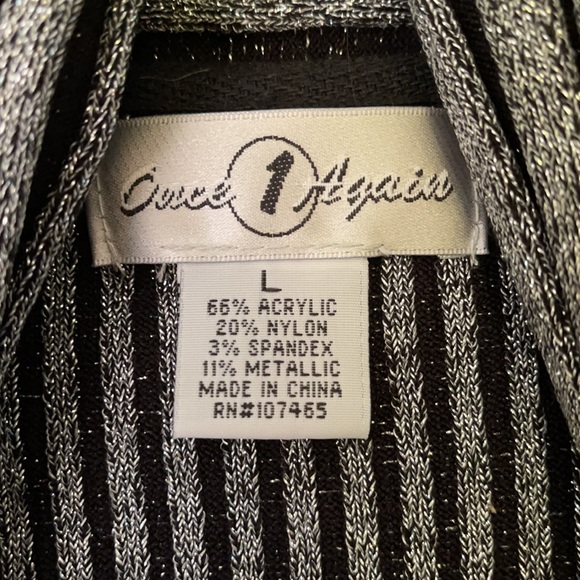 Once 1 Again
L
66% ACRYLIC
20% NYLON
3% SPANDEX
11% METALLIC
MADE IN CHINA
RN#107465